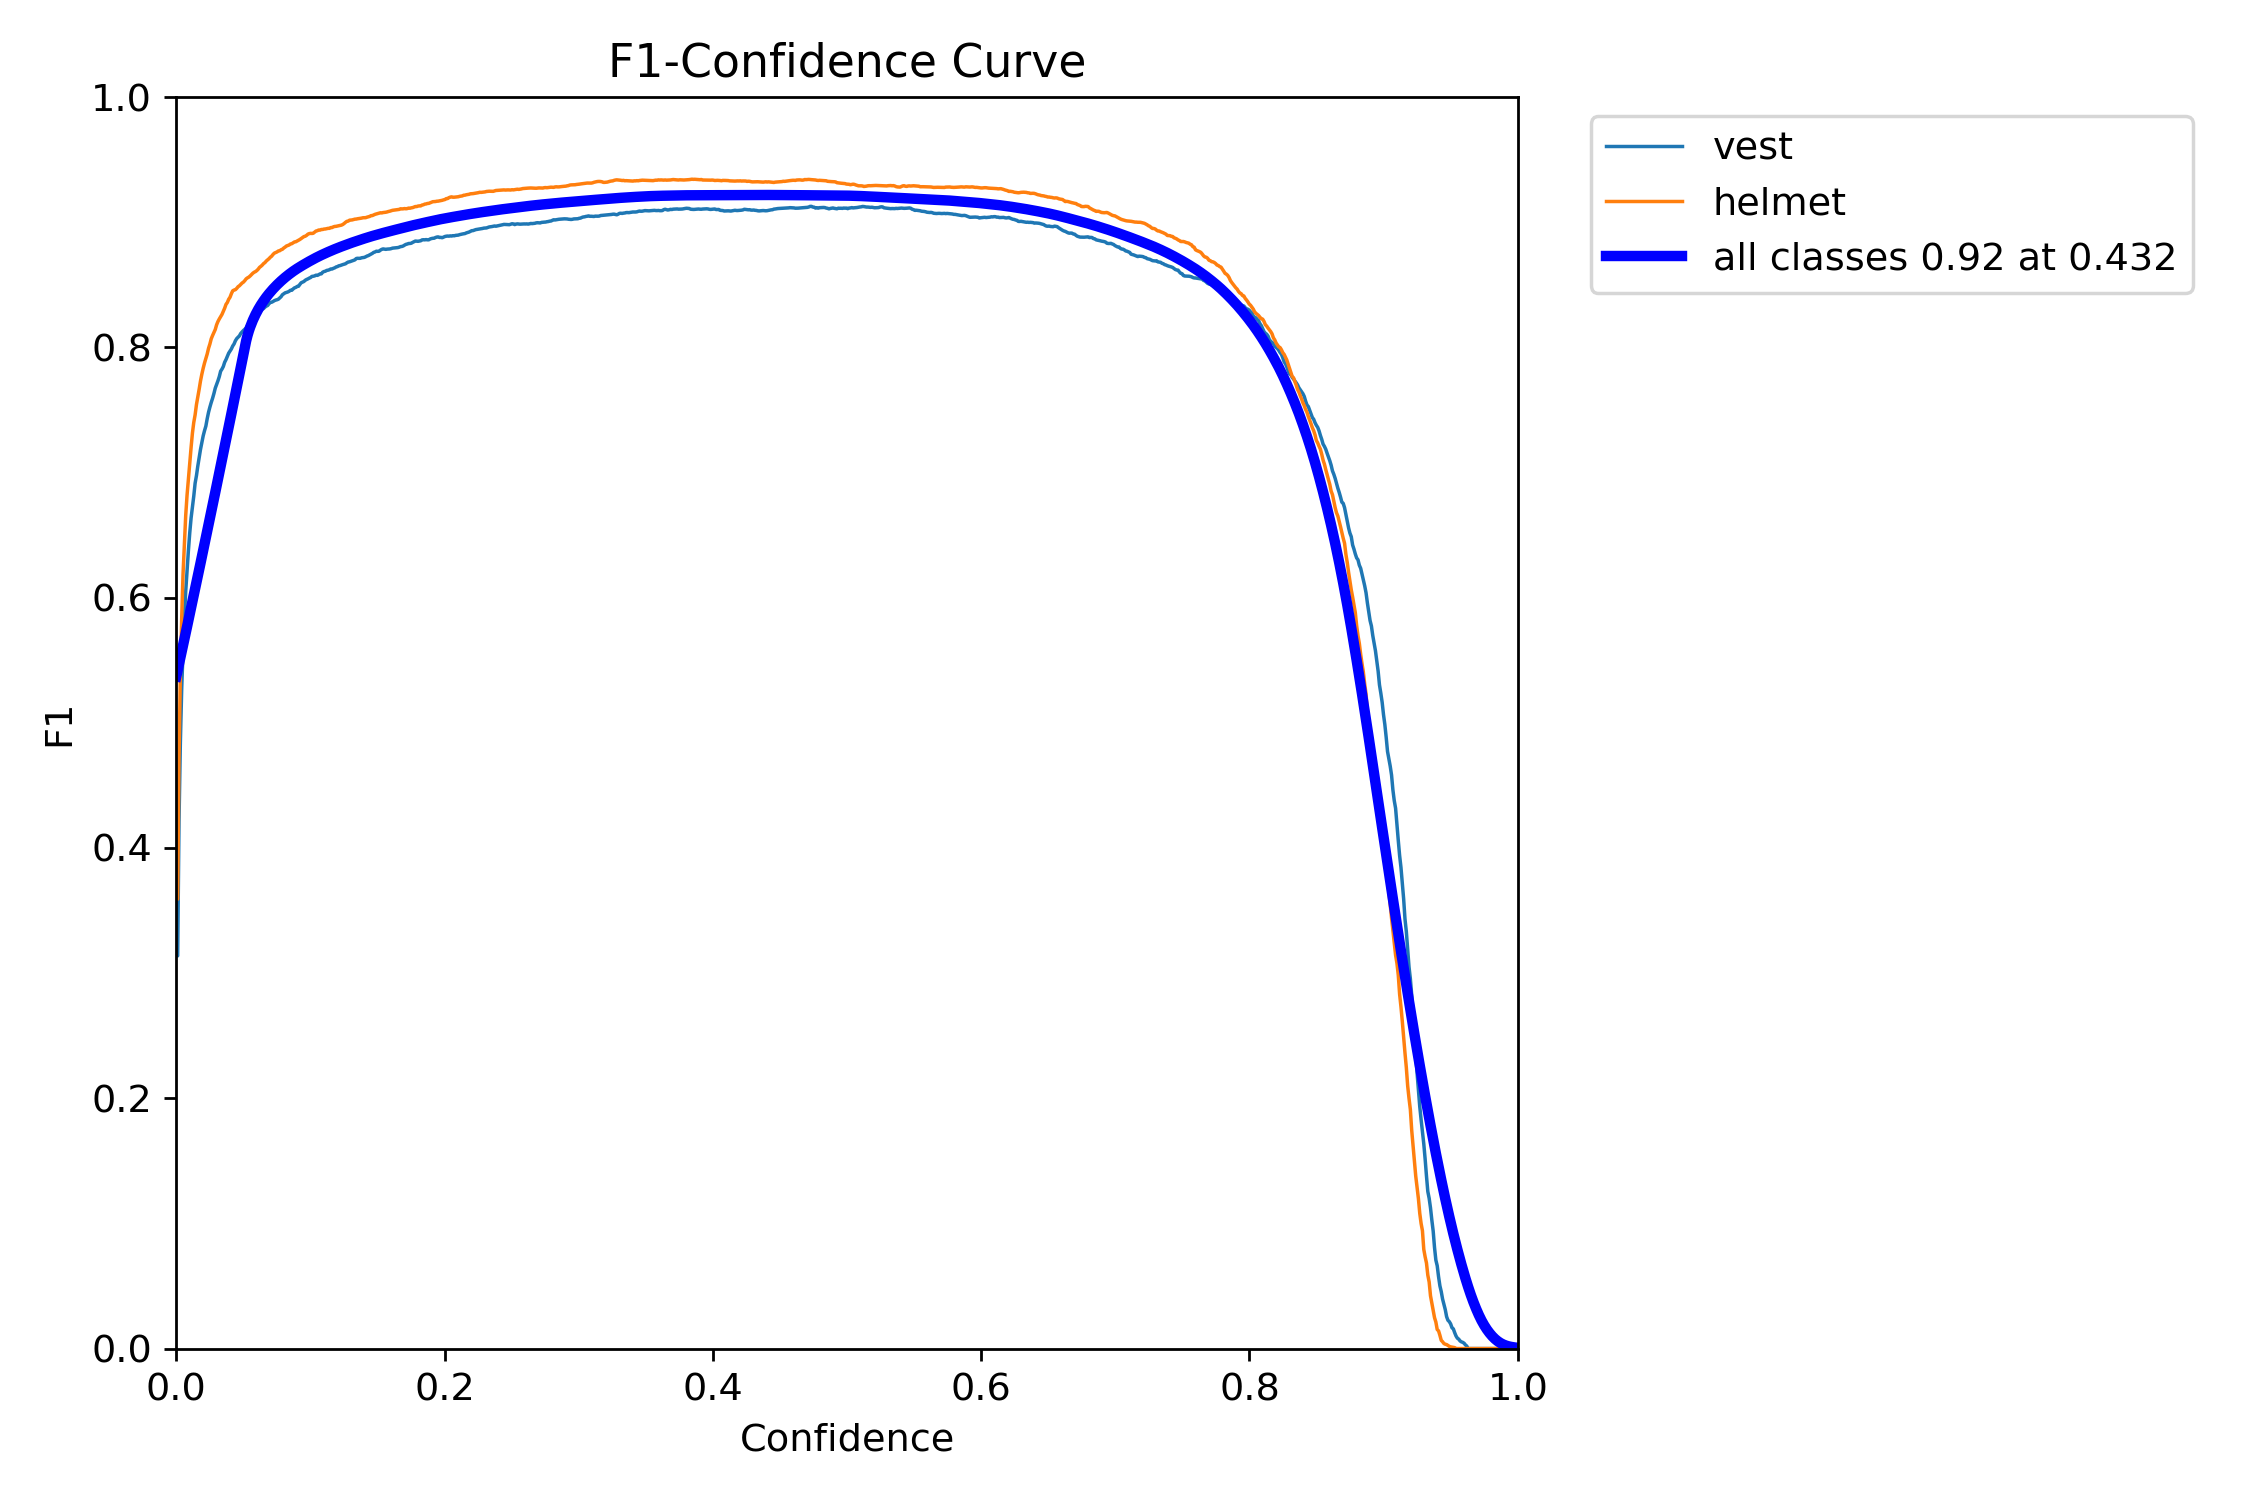 F1-Confidence Curve
1.0
0.8
0.6
0.4
0.2
0.0
F1
0.0 0.2 0.4 0.6 0.8 1.0
Confidence
vest
helmet
all classes 0.92 at 0.432